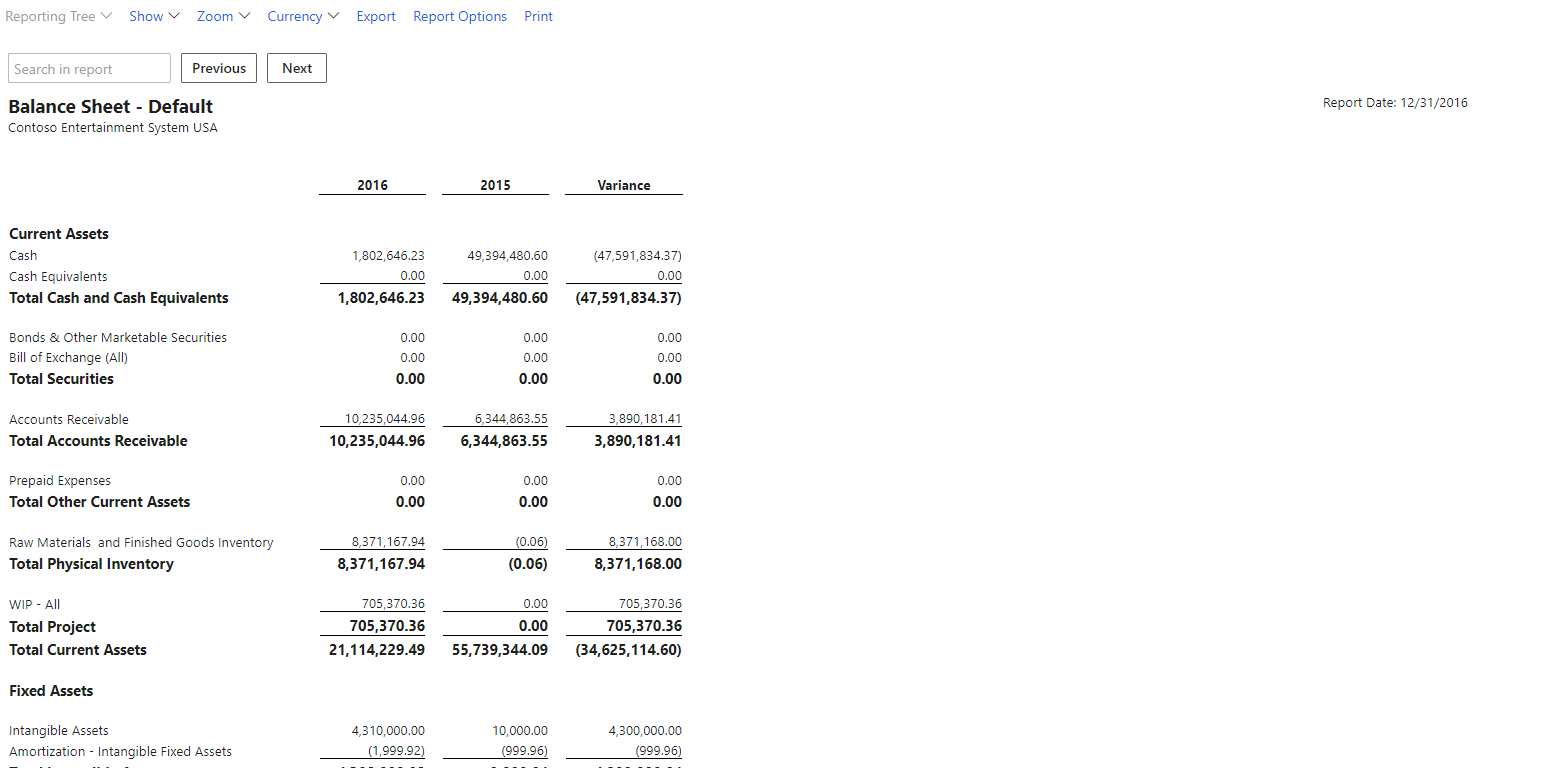 Reporting Tree Show Zoom Currency Export Report Options Print
Search in report Previous Next
Balance Sheet - Default Report Date: 12/31/2016
Contoso Entertainment System USA
2016 2015 Variance
Current Assets
Cash 1,802,646.23 49,394,480.60 (47,591,834.37)
Cash Equivalents 0.00 0.00 0.00
Total Cash and Cash Equivalents 1,802,646.23 49,394,480.60 (47,591,834.37)
Bonds & Other Marketable Securities 0.00 0.00 0.00
Bill of Exchange (All) 0.00 0.00 0.00
Total Securities 0.00 0.00 0.00
Accounts Receivable 10,235,044.96 6,344,863.55 3,890,181.41
Total Accounts Receivable 10,235,044.96 6,344,863.55 3,890,181.41
Prepaid Expenses 0.00 0.00 0.00
Total Other Current Assets 0.00 0.00 0.00
Raw Materials  and Finished Goods Inventory 8,371,167.94 (0.06) 8,371,168.00
Total Physical Inventory 8,371,167.94 (0.06) 8,371,168.00
WIP - All 705,370.36 0.00 705,370.36
Total Project 705,370.36 0.00 705,370.36
Total Current Assets 21,114,229.49 55,739,344.09 (34,625,114.60)
Fixed Assets
Intangible Assets 4,310,000.00 10,000.00 4,300,000.00
Amortization - Intangible Fixed Assets (1,999.92) (999.96) (999.96)